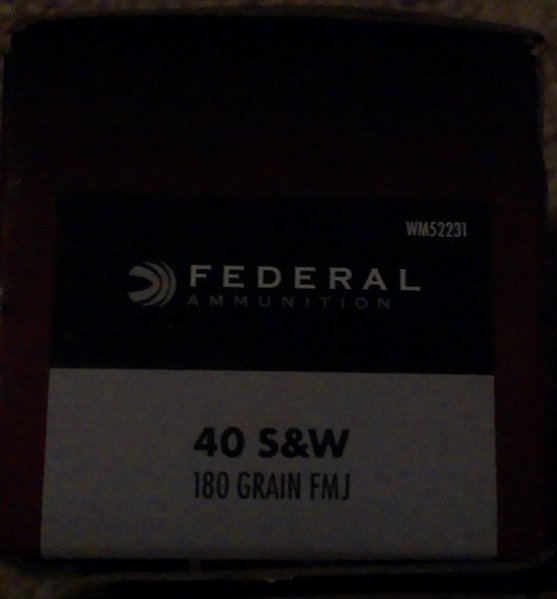 WM52231
FEDERAL
AMMUNITION
40 S&W
180 GRAIN FMJ